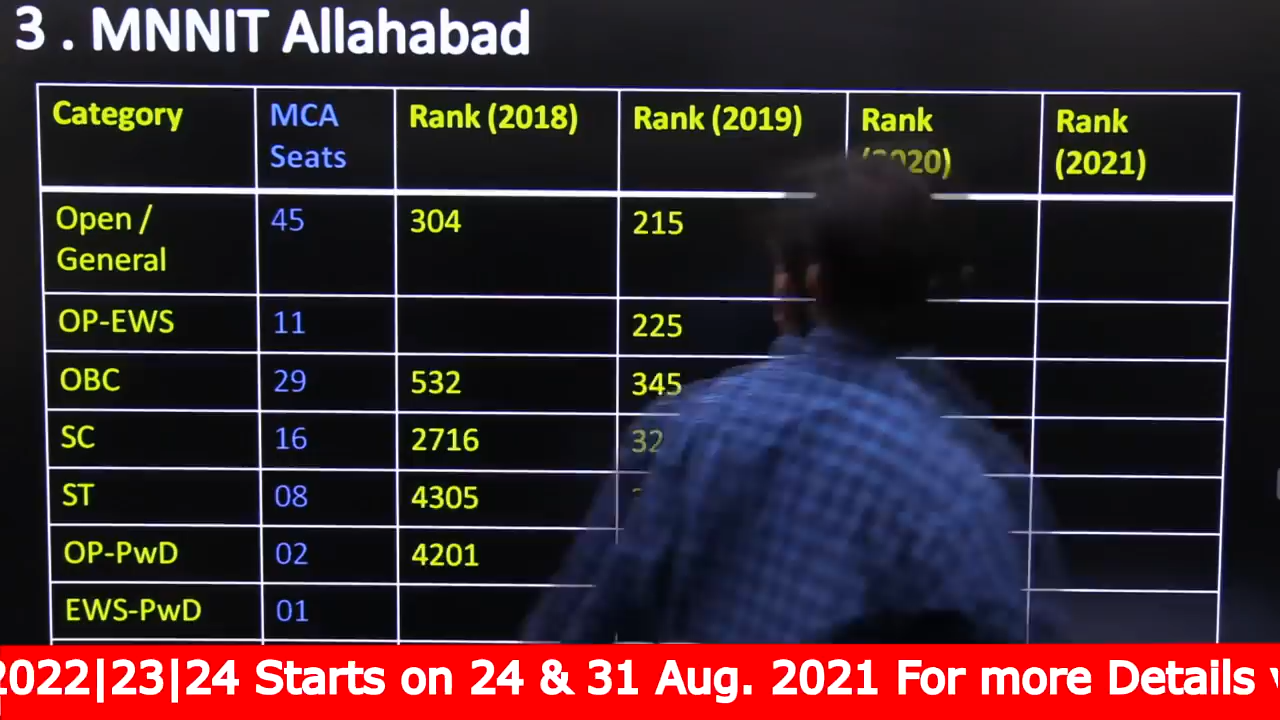 3 . MNNIT Allahabad
Category MCA Seats Rank (2018) Rank (2019) Rank (2020) Rank (2021)
Open / General 45 304 215
OP-EWS 11 225
OBC 29 532 345
SC 16 2716
ST 08 4305
OP-PwD 02 4201
EWS-PwD 01
2022|23|24 Starts on 24 & 31 Aug. 2021 For more Details